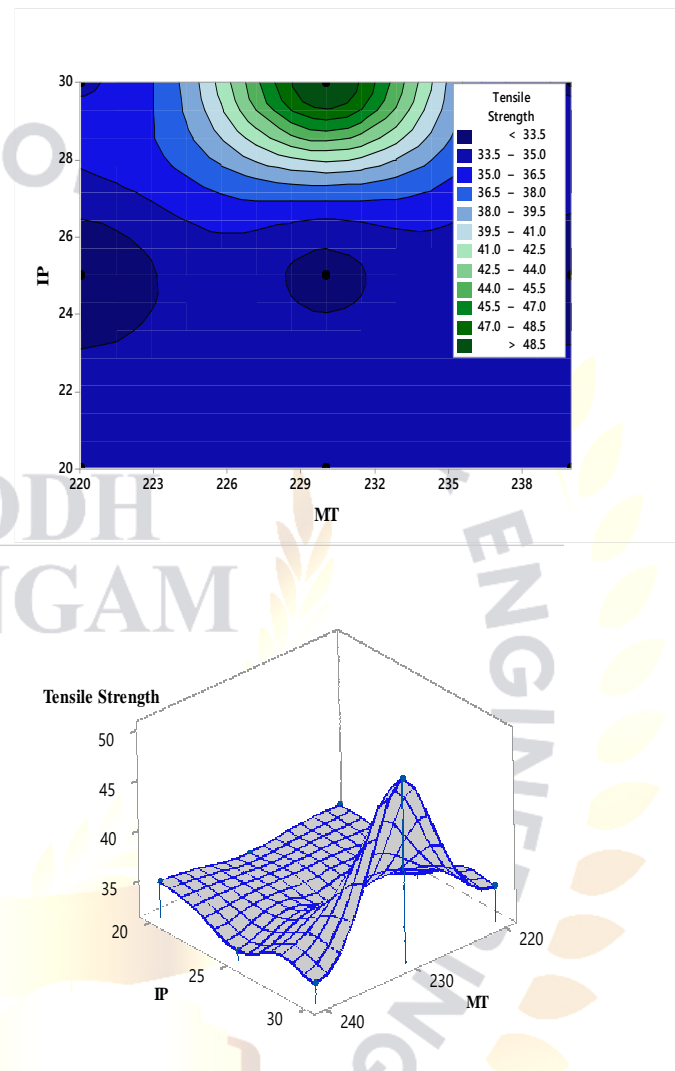 30
28
26
24
22
20
IP
220
223
226
229
232
235
238
MT
Tensile
Strength
< 33.5
33.5 – 35.0
35.0 – 36.5
36.5 – 38.0
38.0 – 39.5
39.5 – 41.0
41.0 – 42.5
42.5 – 44.0
44.0 – 45.5
45.5 – 47.0
47.0 – 48.5
> 48.5
ODH
NGAM
ENGINEERING
Tensile Strength
50
45
40
35
20
25
30
IP
240
230
220
MT